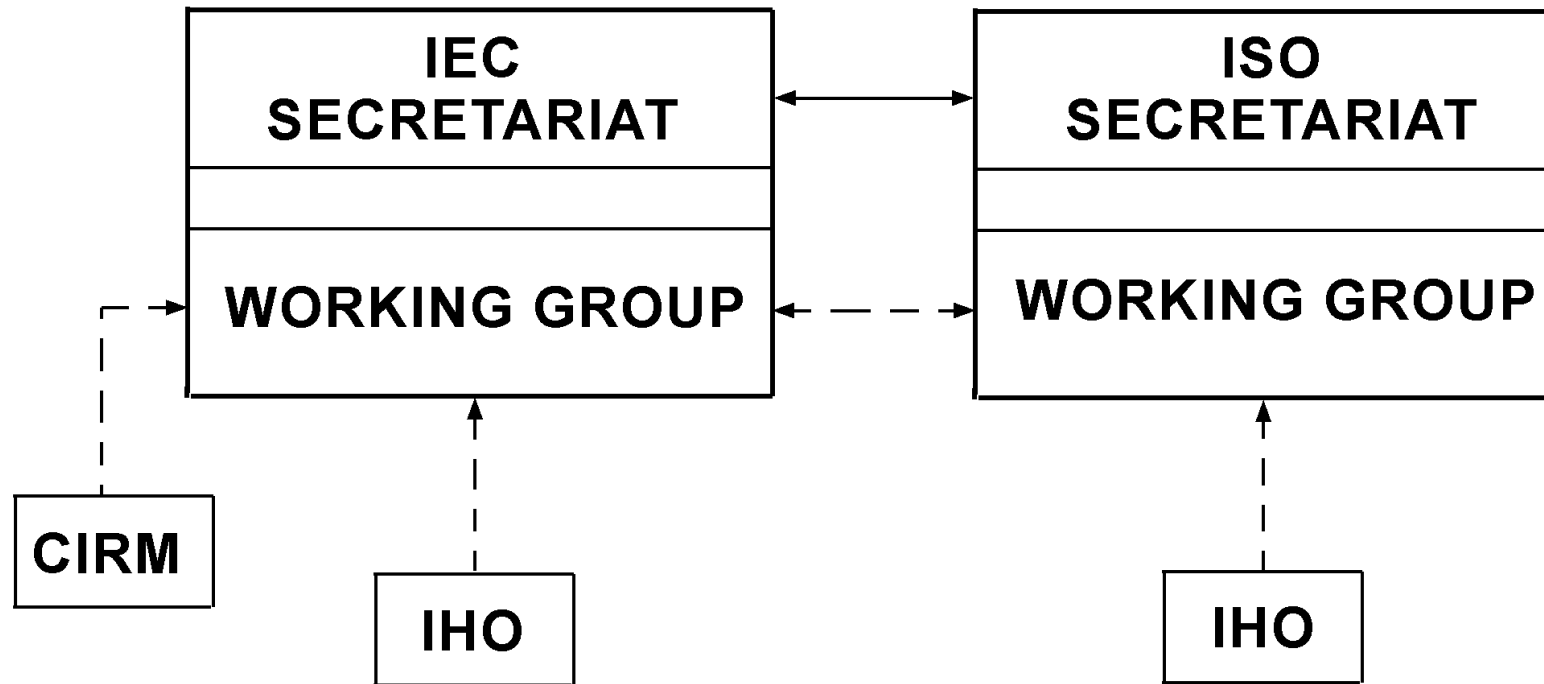 IEC
SECRETARIAT
ISO
SECRETARIAT
WORKING GROUP
WORKING GROUP
CIRM
IHO
IHO